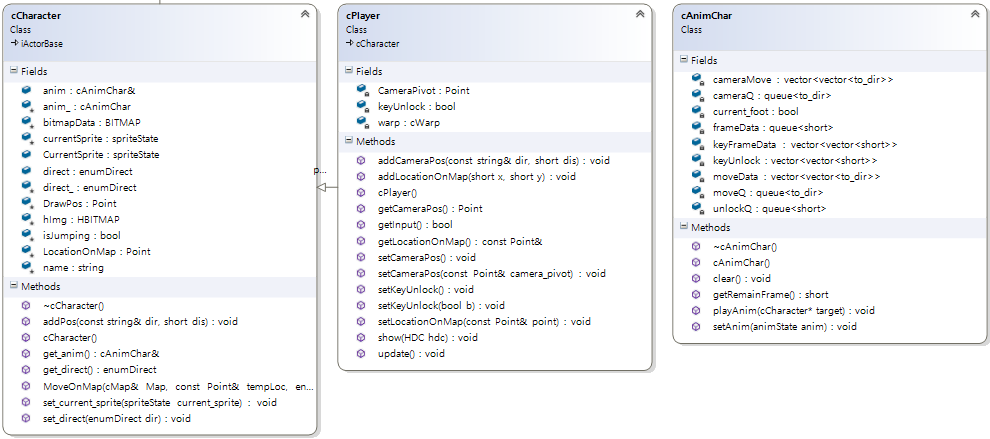 cCharacter
Class
iActorBase
Fields
anim : cAnimChar&
anim_ : cAnimChar
bitmapData : BITMAP
currentSprite : spriteState
CurrentSprite : spriteState
direct : enumDirect
direct_ : enumDirect
DrawPos : Point
hImg : HBITMAP
isJumping : bool
LocationOnMap : Point
name : string
Methods
~cCharacter()
addPos(const string& dir, short dis) : void
cCharacter()
get_anim() : cAnimChar&
get_direct() : enumDirect
MoveOnMap(cMap& Map, const Point& tempLoc, en...
set_current_sprite(spriteState current_sprite) : void
set_direct(enumDirect dir) : void
p...
cPlayer
Class
cCharacter
Fields
CameraPivot : Point
keyUnlock : bool
warp : cWarp
Methods
addCameraPos(const string& dir, short dis) : void
addLocationOnMap(short x, short y) : void
cPlayer()
getCameraPos() : Point
getInput() : bool
getLocationOnMap() : const Point&
setCameraPos() : void
setCameraPos(const Point& camera_pivot) : void
setKeyUnlock() : void
setKeyUnlock(bool b) : void
setLocationOnMap(const Point& point) : void
show(HDC hdc) : void
update() : void
cAnimChar
Class
Fields
cameraMove : vector<vector<to_dir>>
cameraQ : queue<to_dir>
current_foot : bool
frameData : queue<short>
keyFrameData : vector<vector<short>>
keyUnlock : vector<vector<short>>
moveData : vector<vector<to_dir>>
moveQ : queue<to_dir>
unlockQ : queue<short>
Methods
~cAnimChar()
cAnimChar()
clear() : void
getRemainFrame() : short
playAnim(cCharacter* target) : void
setAnim(animState anim) : void